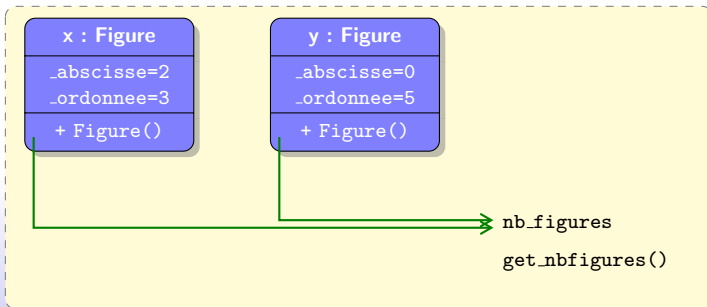 x : Figure
_abscisse=2
_ordonnee=3
+ Figure()
y : Figure
_abscisse=0
_ordonnee=5
+ Figure()
nb_figures
get_nbfigures()